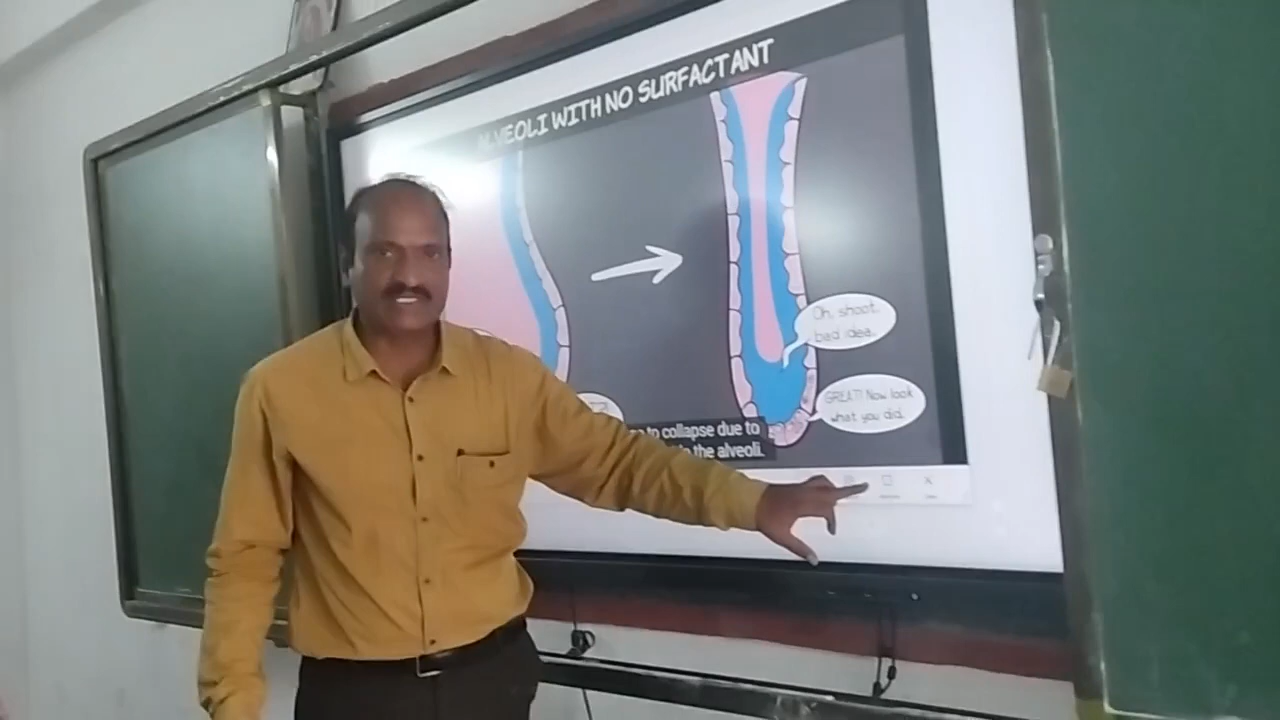 ALVEOLI WITH NO SURFACTANT
Oh, shoot,
bad idea.
GREAT! Now look
what you did.
to collapse due to
the alveoli.